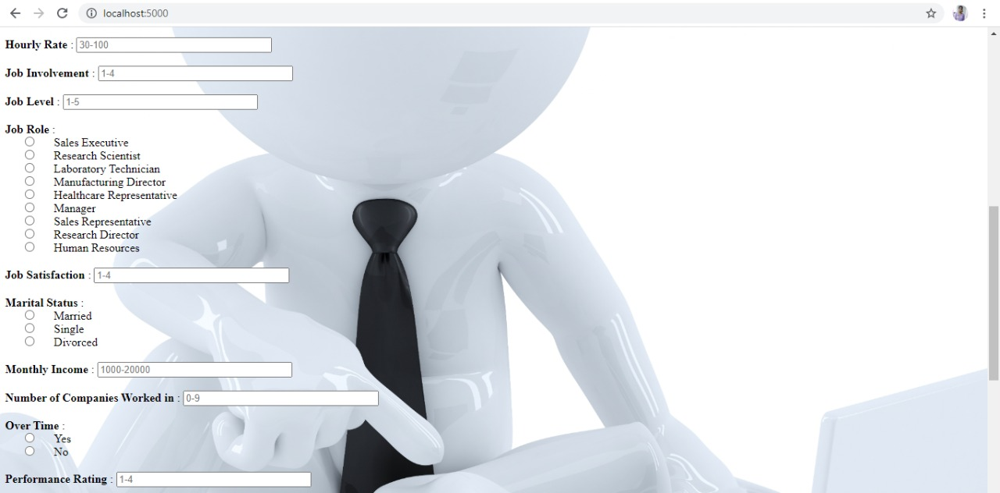 localhost:5000
Hourly Rate : 30-100
Job Involvement : 1-4
Job Level : 1-5
Job Role :
Sales Executive
Research Scientist
Laboratory Technician
Manufacturing Director
Healthcare Representative
Manager
Sales Representative
Research Director
Human Resources
Job Satisfaction : 1-4
Marital Status :
Married
Single
Divorced
Monthly Income : 1000-20000
Number of Companies Worked in : 0-9
Over Time :
Yes
No
Performance Rating : 1-4